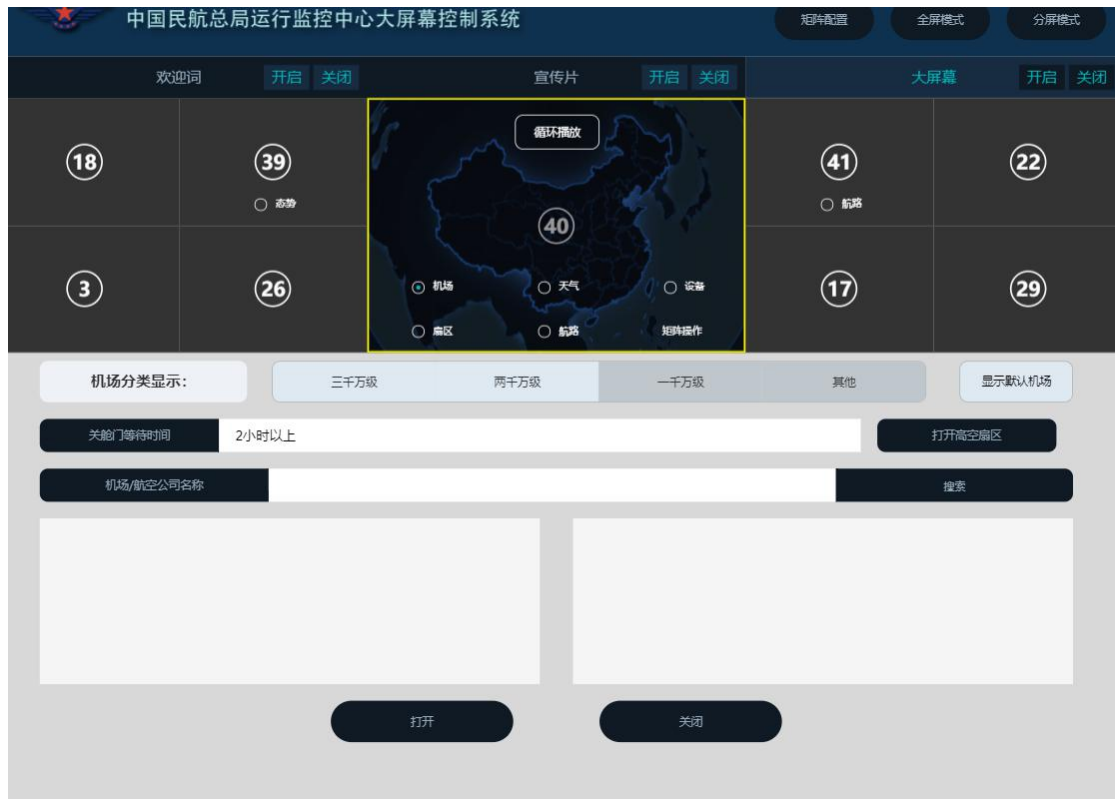 中国民航总局运行监控中心大屏幕控制系统
矩阵配置 全屏模式 分屏模式
欢迎词 开启 关闭 宣传片 开启 关闭 大屏幕 开启 关闭
循环播放
18 39 41 22
态势 航路
40
3 26 机场 天气 设备 17 29
扇区 航路 矩阵操作
机场分类显示: 三千万级 两千万级 一千万级 其他 显示默认机场
关舱门等待时间 2小时以上 打开高空扇区
机场/航空公司名称 搜索
打开 关闭